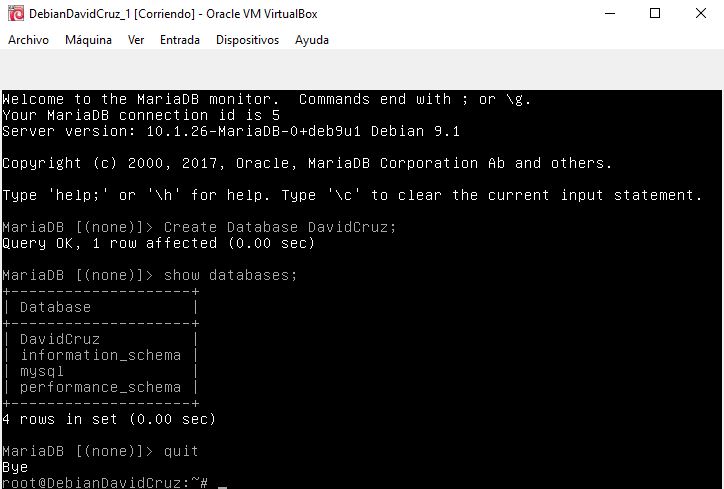 DebianDavidCruz_1 [Corriendo] - Oracle VM VirtualBox
Archivo Máquina Ver Entrada Dispositivos Ayuda
Welcome to the MariaDB monitor.  Commands end with ; or \g.
Your MariaDB connection id is 5
Server version: 10.1.26-MariaDB-0+deb9u1 Debian 9.1
Copyright (c) 2000, 2017, Oracle, MariaDB Corporation Ab and others.
Type 'help;' or '\h' for help. Type '\c' to clear the current input statement.
MariaDB [(none)]> Create Database DavidCruz;
Query OK, 1 row affected (0.00 sec)
MariaDB [(none)]> show databases;
+--------------------+
| Database           |
+--------------------+
| DavidCruz          |
| information_schema |
| mysql              |
| performance_schema |
+--------------------+
4 rows in set (0.00 sec)
MariaDB [(none)]> quit
Bye
root@DebianDavidCruz:~# _